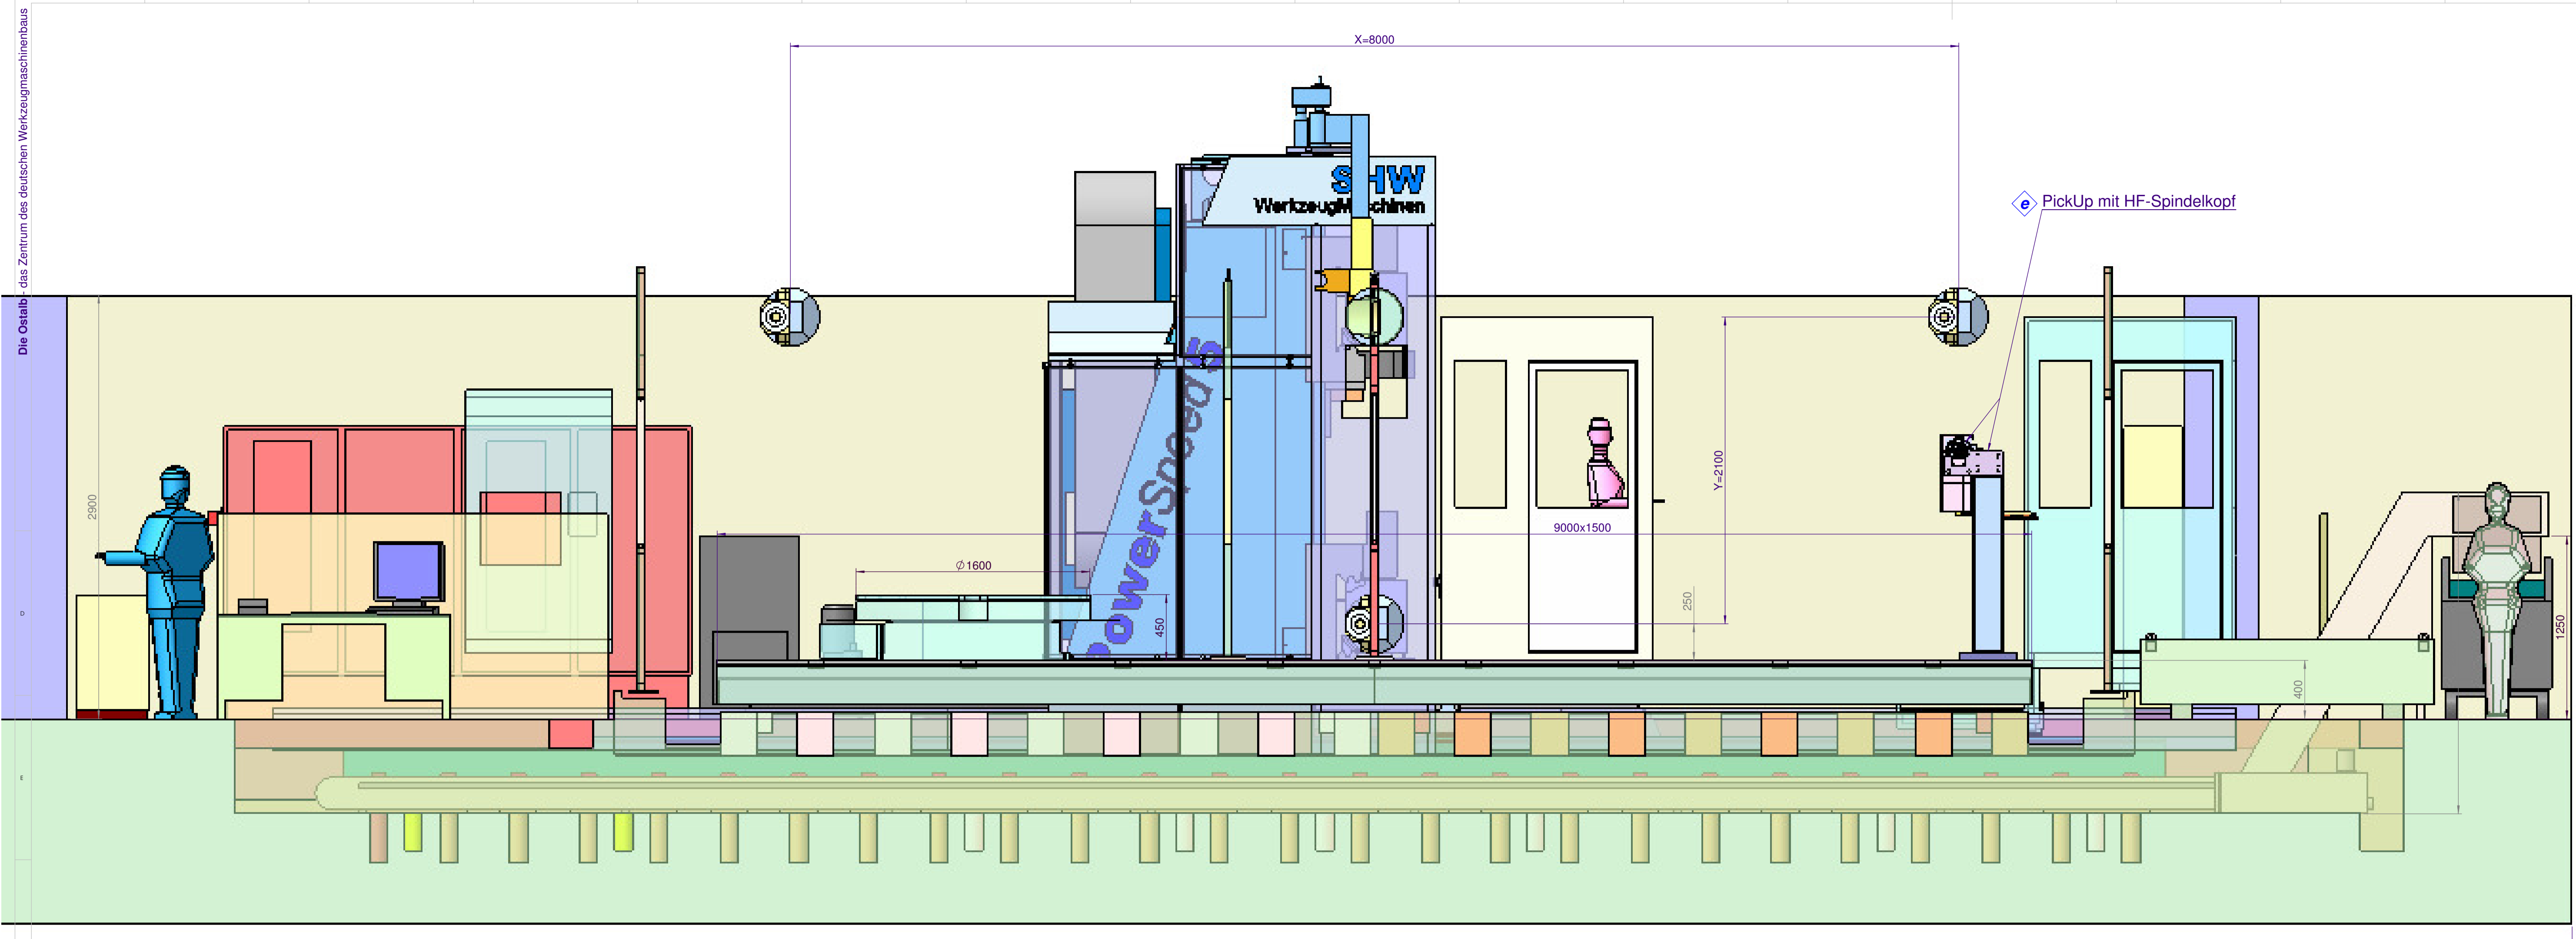 Die Ostalb - das Zentrum des deutschen Werkzeugmaschinenbaus
X=8000
SHW
WerkzeugMaschinen
e PickUp mit HF-Spindelkopf
PowerSpeed 5
2900
Y=2100
9000x1500
Ø1600
450
250
400
1250
D
E